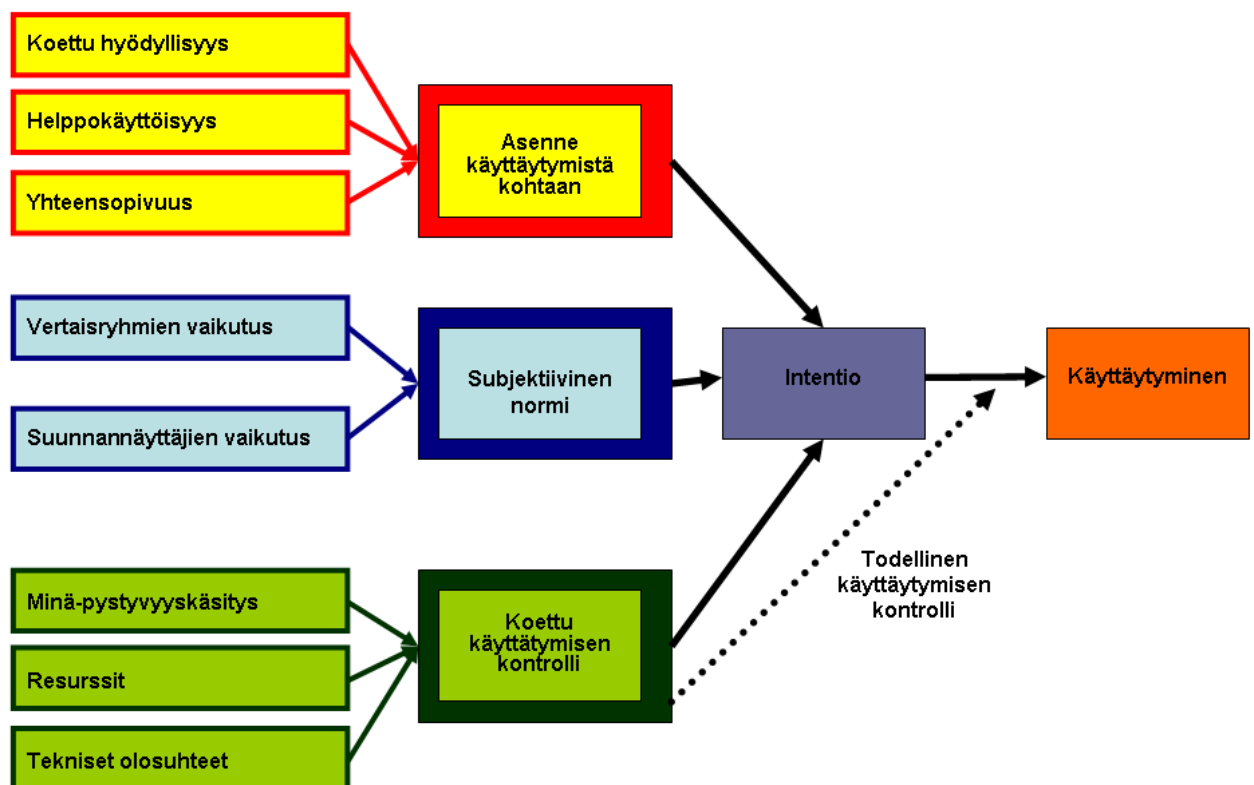 Koettu hyödyllisyys
Helppokäyttöisyys
Yhteensopivuus
Asenne
käyttäytymistä
kohtaan
Vertaisryhmien vaikutus
Suunnannäyttäjien vaikutus
Subjektiivinen
normi
Intentio
Käyttäytyminen
Todellinen
käyttäytymisen
kontrolli
Minä-pystyvyyskäsitys
Resurssit
Tekniset olosuhteet
Koettu
käyttätymisen
kontrolli